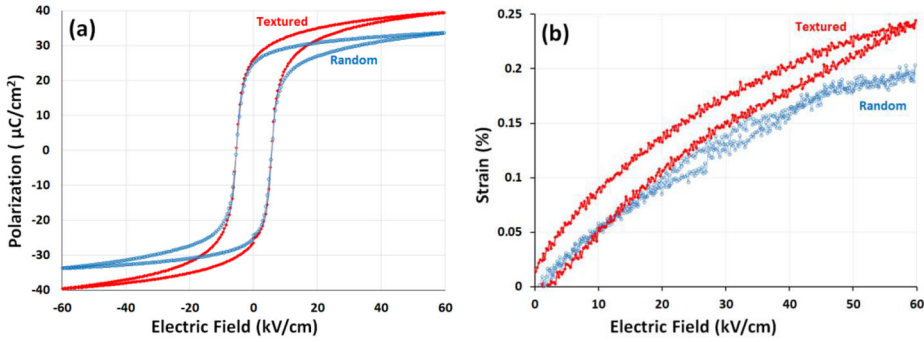 (a)
Textured
Random
Polarization ( µC/cm²)
40
30
20
10
0
-10
-20
-30
-40
-60
-40
-20
0
20
40
60
Electric Field (kV/cm)
(b)
Textured
Random
Strain (%)
0.25
0.2
0.15
0.1
0.05
0
0
10
20
30
40
50
60
Electric Field (kV/cm)